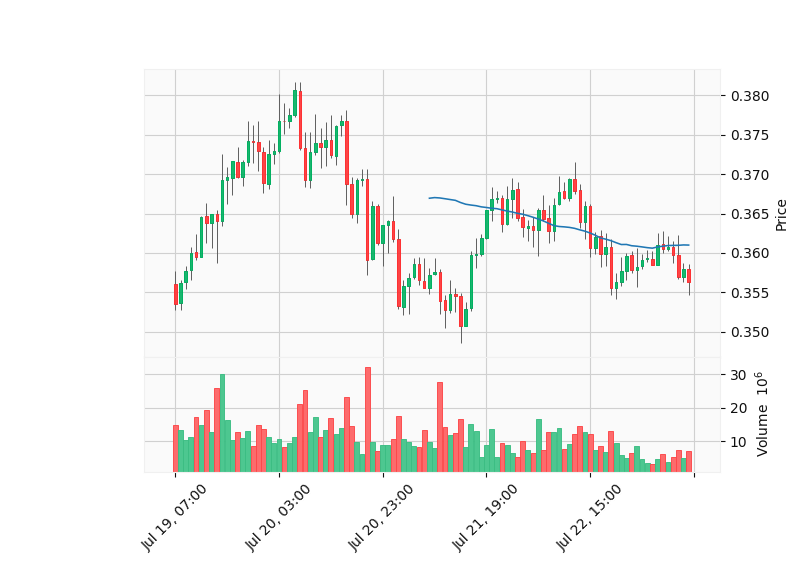 0.380
0.375
0.370
0.365
0.360
0.355
0.350
Price
30
20
10
Volume 10⁶
Jul 19, 07:00
Jul 20, 03:00
Jul 20, 23:00
Jul 21, 19:00
Jul 22, 15:00